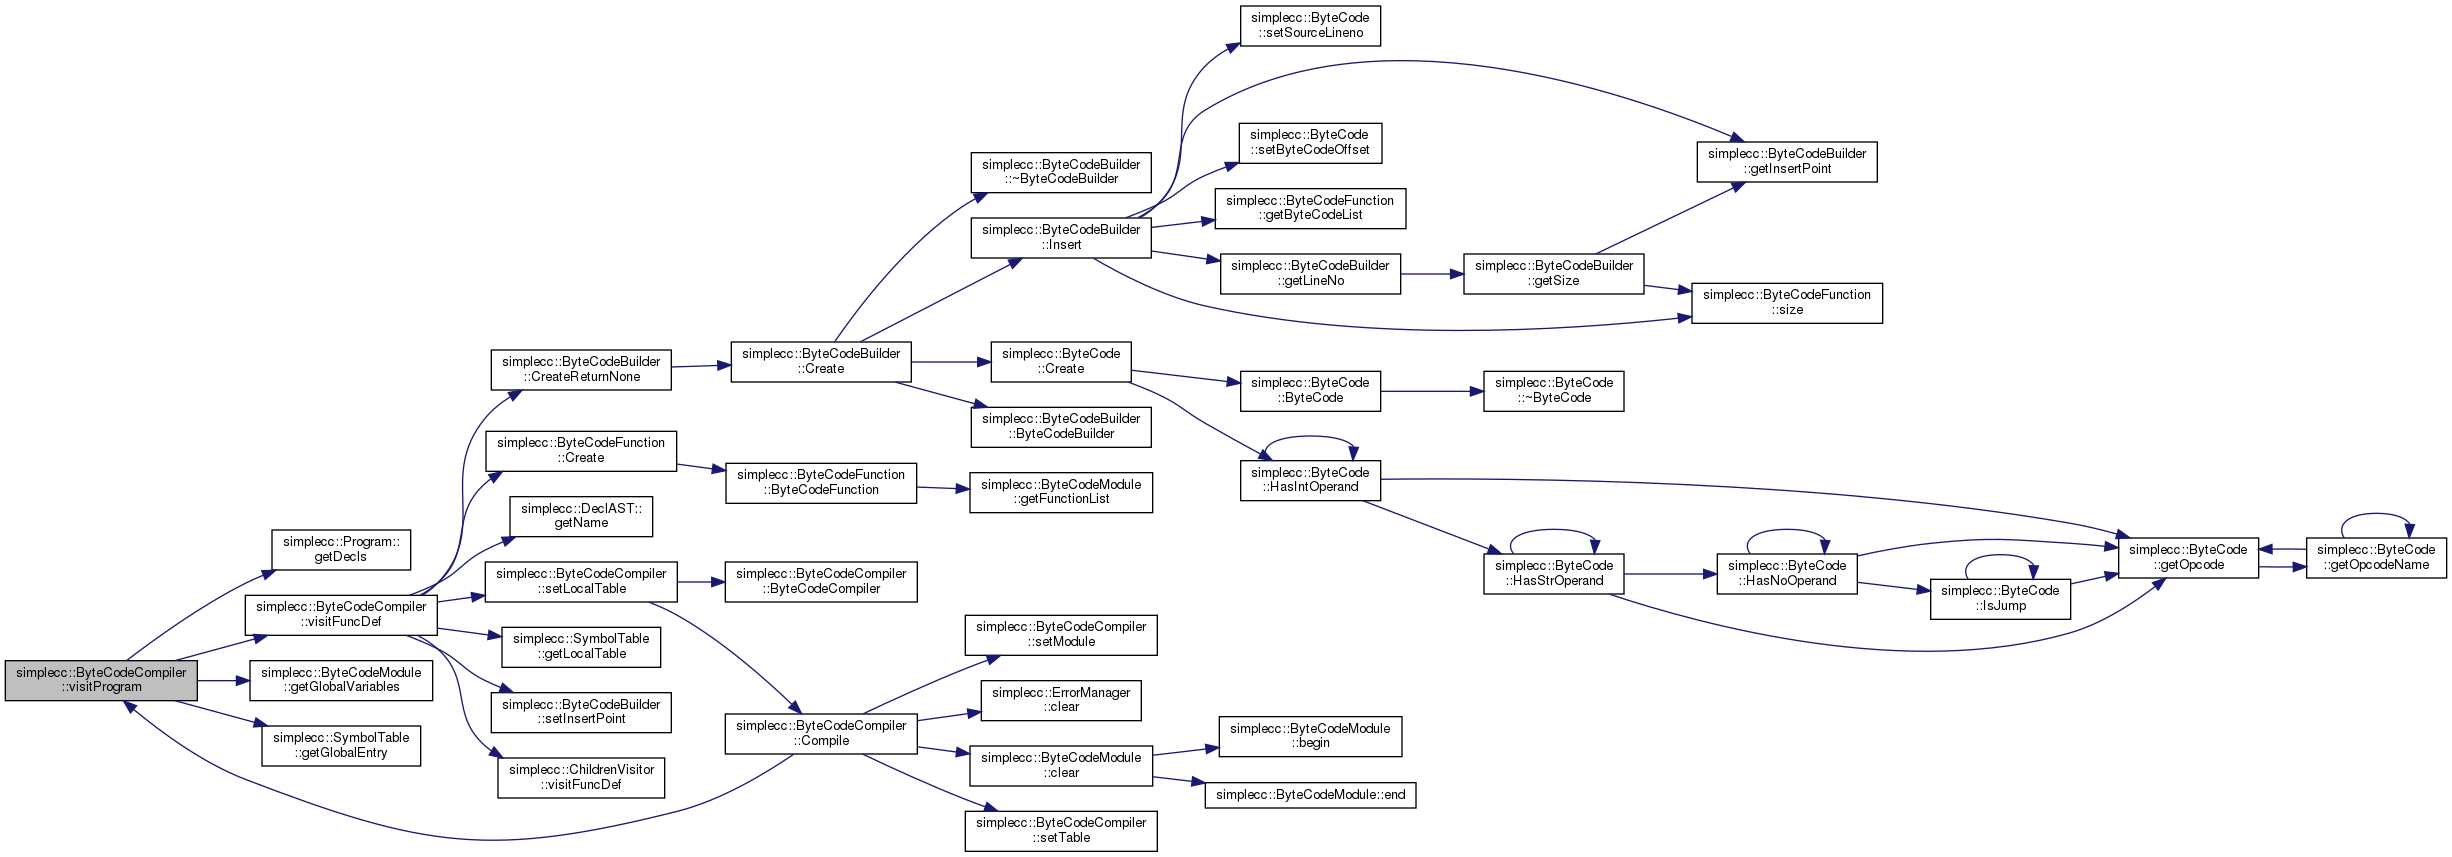 simplecc::ByteCodeCompiler
::visitProgram
simplecc::Program::
getDecls
simplecc::ByteCodeCompiler
::visitFuncDef
simplecc::ByteCodeModule
::getGlobalVariables
simplecc::SymbolTable
::getGlobalEntry
simplecc::ByteCodeBuilder
::CreateReturnNone
simplecc::ByteCodeFunction
::Create
simplecc::DeclAST::
getName
simplecc::ByteCodeCompiler
::setLocalTable
simplecc::SymbolTable
::getLocalTable
simplecc::ByteCodeBuilder
::setInsertPoint
simplecc::ChildrenVisitor
::visitFuncDef
simplecc::ByteCodeBuilder
::Create
simplecc::ByteCodeFunction
::ByteCodeFunction
simplecc::ByteCodeCompiler
::ByteCodeCompiler
simplecc::ByteCodeCompiler
::Compile
simplecc::ByteCodeBuilder
::~ByteCodeBuilder
simplecc::ByteCodeBuilder
::Insert
simplecc::ByteCode
::Create
simplecc::ByteCodeBuilder
::ByteCodeBuilder
simplecc::ByteCodeModule
::getFunctionList
simplecc::ByteCodeCompiler
::setModule
simplecc::ErrorManager
::clear
simplecc::ByteCodeModule
::clear
simplecc::ByteCodeCompiler
::setTable
simplecc::ByteCode
::setSourceLineno
simplecc::ByteCode
::setByteCodeOffset
simplecc::ByteCodeFunction
::getByteCodeList
simplecc::ByteCodeBuilder
::getLineNo
simplecc::ByteCode
::ByteCode
simplecc::ByteCode
::HasIntOperand
simplecc::ByteCodeModule
::begin
simplecc::ByteCodeModule::end
simplecc::ByteCodeBuilder
::getSize
simplecc::ByteCode
::~ByteCode
simplecc::ByteCode
::HasStrOperand
simplecc::ByteCodeBuilder
::getInsertPoint
simplecc::ByteCodeFunction
::size
simplecc::ByteCode
::HasNoOperand
simplecc::ByteCode
::IsJump
simplecc::ByteCode
::getOpcode
simplecc::ByteCode
::getOpcodeName